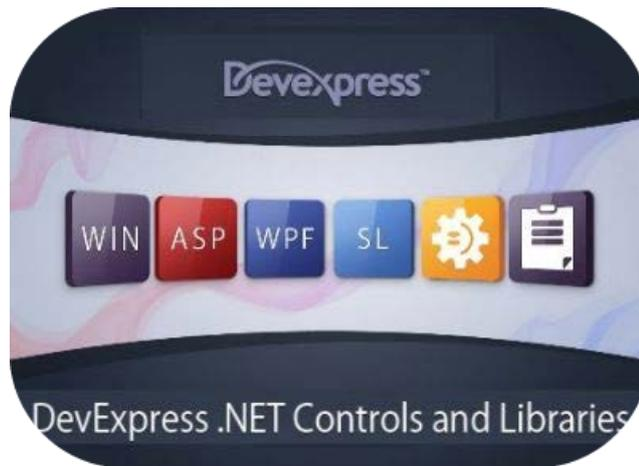 Devexpress™
WIN ASP WPF SL
DevExpress .NET Controls and Libraries